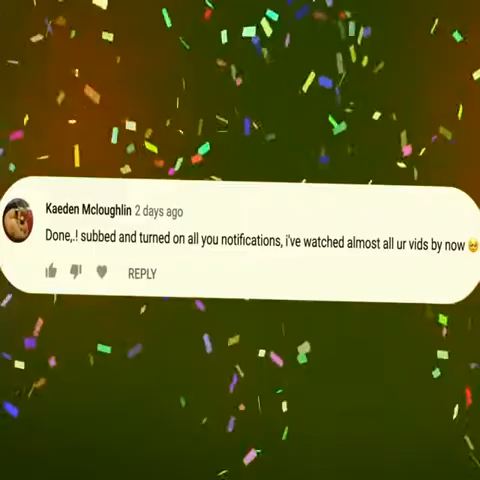 Kaeden Mcloughlin 2 days ago
Done,.! subbed and turned on all you notifications, i've watched almost all ur vids by now 🥹
REPLY